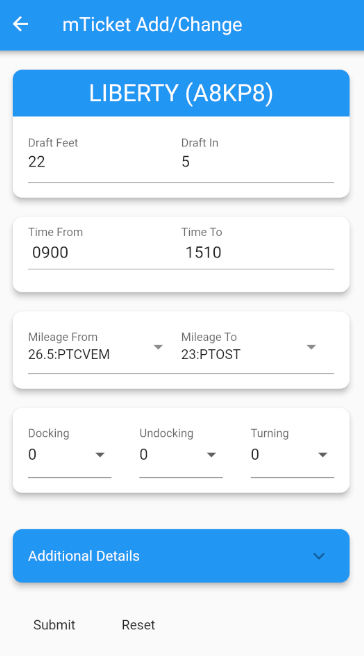 mTicket Add/Change
LIBERTY (A8KP8)
Draft Feet Draft In
22 5
Time From Time To
0900 1510
Mileage From Mileage To
26.5:PTCVEM 23:PTOST
Docking Undocking Turning
0 0 0
Additional Details
Submit Reset